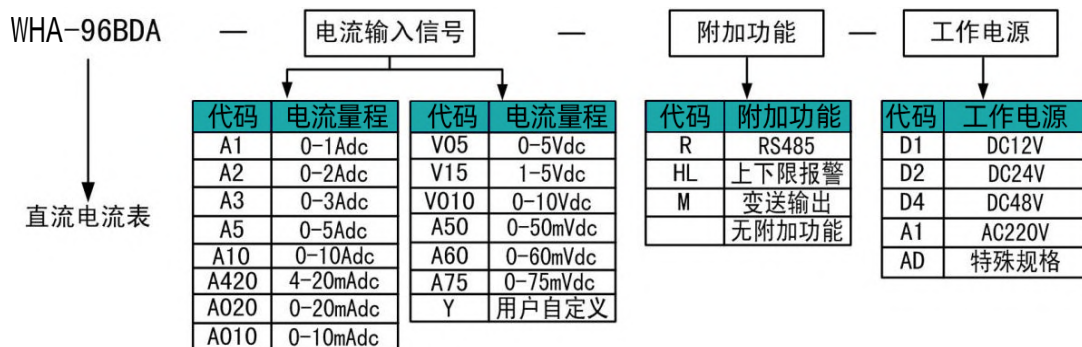 WHA-96BDA — 电流输入信号 — 附加功能 — 工作电源
直流电流表
代码 电流量程
A1 0-1Adc
A2 0-2Adc
A3 0-3Adc
A5 0-5Adc
A10 0-10Adc
A420 4-20mAdc
A020 0-20mAdc
A010 0-10mAdc
代码 电流量程
V05 0-5Vdc
V15 1-5Vdc
V010 0-10Vdc
A50 0-50mVdc
A60 0-60mVdc
A75 0-75mVdc
Y 用户自定义
代码 附加功能
R RS485
HL 上下限报警
M 变送输出
无附加功能
代码 工作电源
D1 DC12V
D2 DC24V
D4 DC48V
A1 AC220V
AD 特殊规格